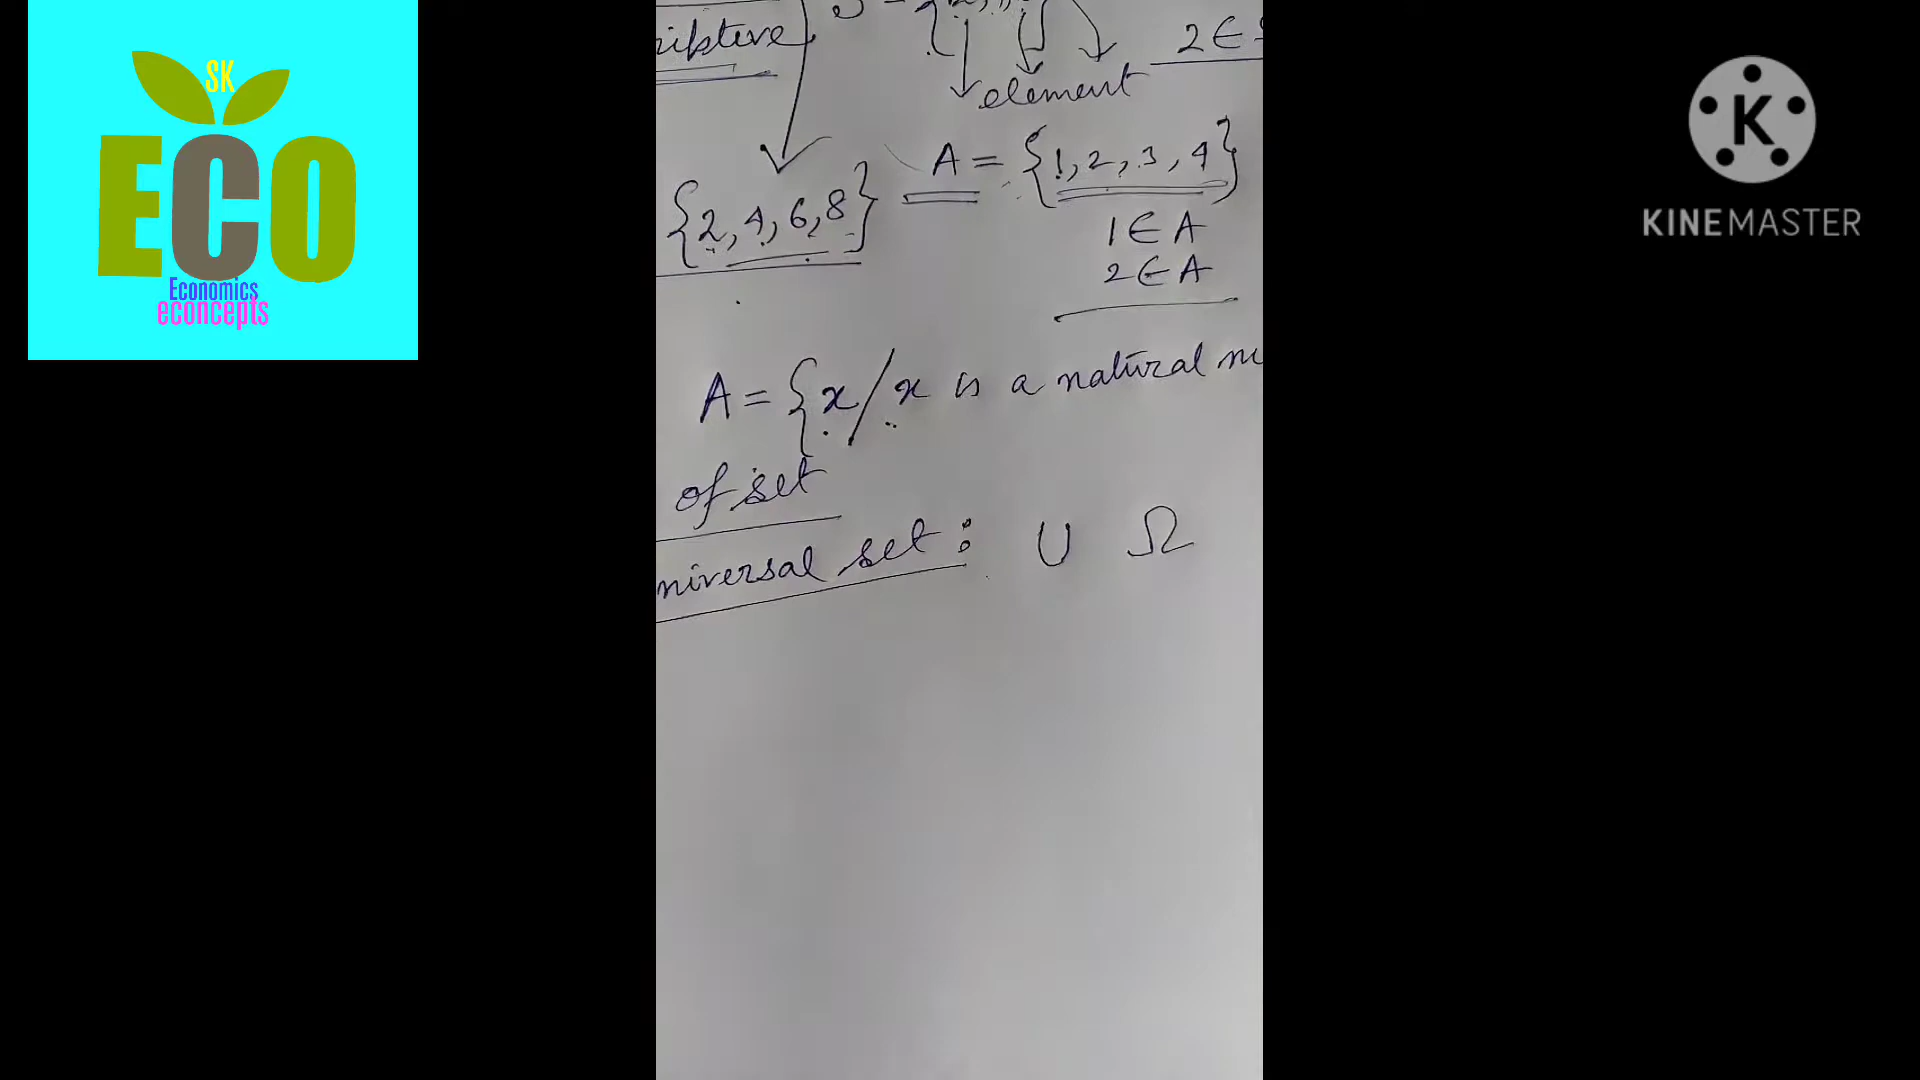 SK
ECO
Economics
econcepts
K
KINEMASTER
2 ∈
element
A = {1, 2, 3, 4}
{2, 4, 6, 8}
1 ∈ A
2 ∈ A
A = {x / x is a natural
of set
set : U Ω